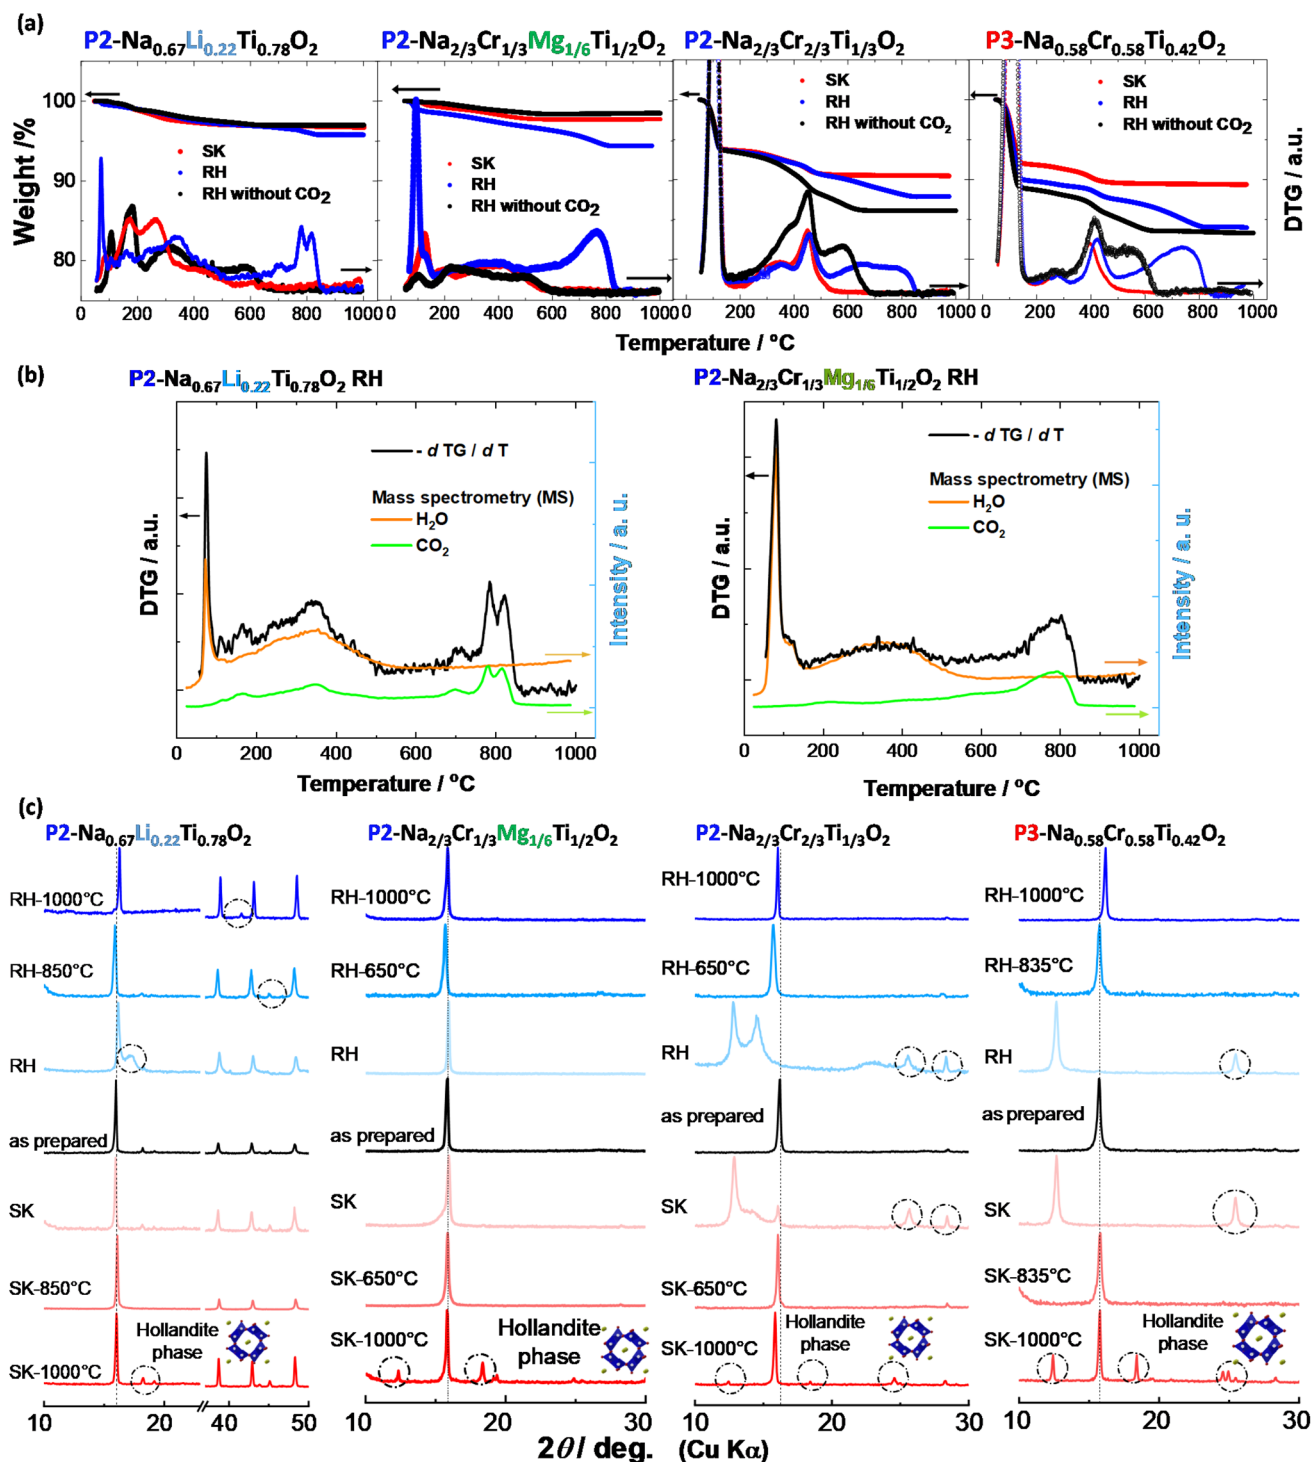 (a)
P2-Na0.67Li0.22Ti0.78O2 P2-Na2/3Cr1/3Mg1/6Ti1/2O2 P2-Na2/3Cr2/3Ti1/3O2 P3-Na0.58Cr0.58Ti0.42O2
Weight /%
100
90
80
SK
RH
RH without CO2
SK
RH
RH without CO2
SK
RH
RH without CO2
SK
RH
RH without CO2
DTG / a.u.
0 200 400 600 800 1000
0 200 400 600 800 1000
0 200 400 600 800 1000
0 200 400 600 800 1000
Temperature / °C
(b)
P2-Na0.67Li0.22Ti0.78O2 RH
DTG / a.u.
- d TG / d T
Mass spectrometry (MS)
H2O
CO2
Intensity / a. u.
0 200 400 600 800 1000
Temperature / °C
P2-Na2/3Cr1/3Mg1/6Ti1/2O2 RH
DTG / a.u.
- d TG / d T
Mass spectrometry (MS)
H2O
CO2
Intensity / a. u.
0 200 400 600 800 1000
Temperature / °C
(c)
P2-Na0.67Li0.22Ti0.78O2
RH-1000°C
RH-850°C
RH
as prepared
SK
SK-850°C
Hollandite
phase
SK-1000°C
10 20 40 50
P2-Na2/3Cr1/3Mg1/6Ti1/2O2
RH-1000°C
RH-650°C
RH
as prepared
SK
SK-650°C
SK-1000°C
Hollandite
phase
10 20 30
P2-Na2/3Cr2/3Ti1/3O2
RH-1000°C
RH-650°C
RH
as prepared
SK
SK-650°C
Hollandite
phase
SK-1000°C
10 20 30
P3-Na0.58Cr0.58Ti0.42O2
RH-1000°C
RH-835°C
RH
as prepared
SK
SK-835°C
Hollandite
phase
SK-1000°C
10 20 30
2θ/ deg. (Cu Kα)